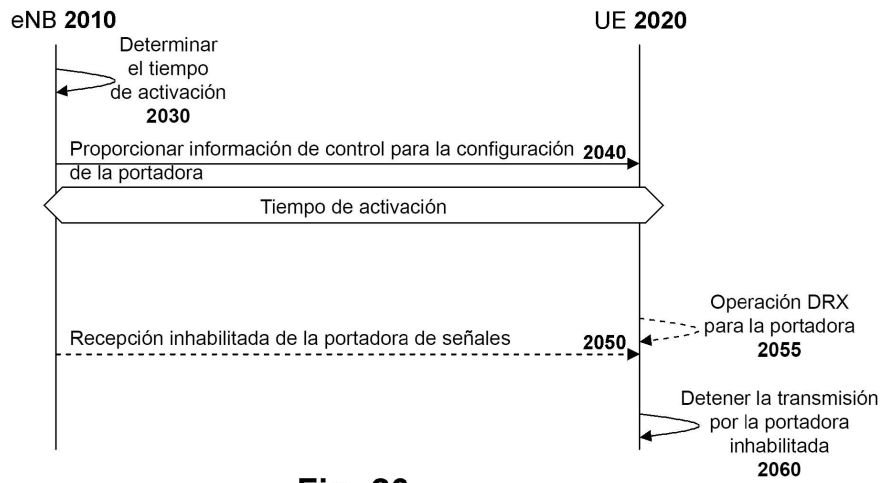 eNB 2010
UE 2020
Determinar
el tiempo
de activación
2030
Proporcionar información de control para la configuración
de la portadora
2040
Tiempo de activación
Recepción inhabilitada de la portadora de señales
2050
Operación DRX
para la portadora
2055
Detener la transmisión
por la portadora
inhabilitada
2060